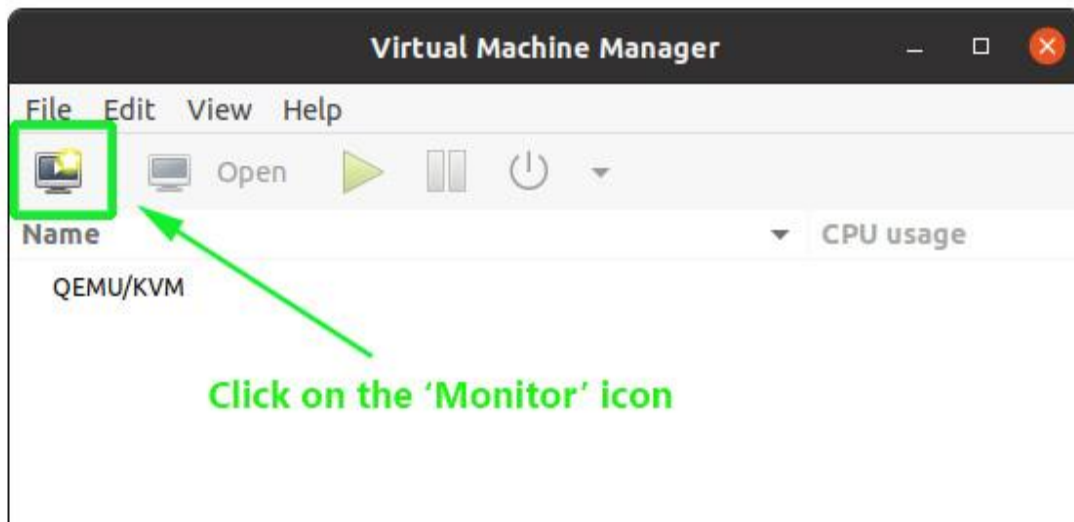 Virtual Machine Manager
File Edit View Help
Open
Name CPU usage
QEMU/KVM
Click on the ‘Monitor’ icon